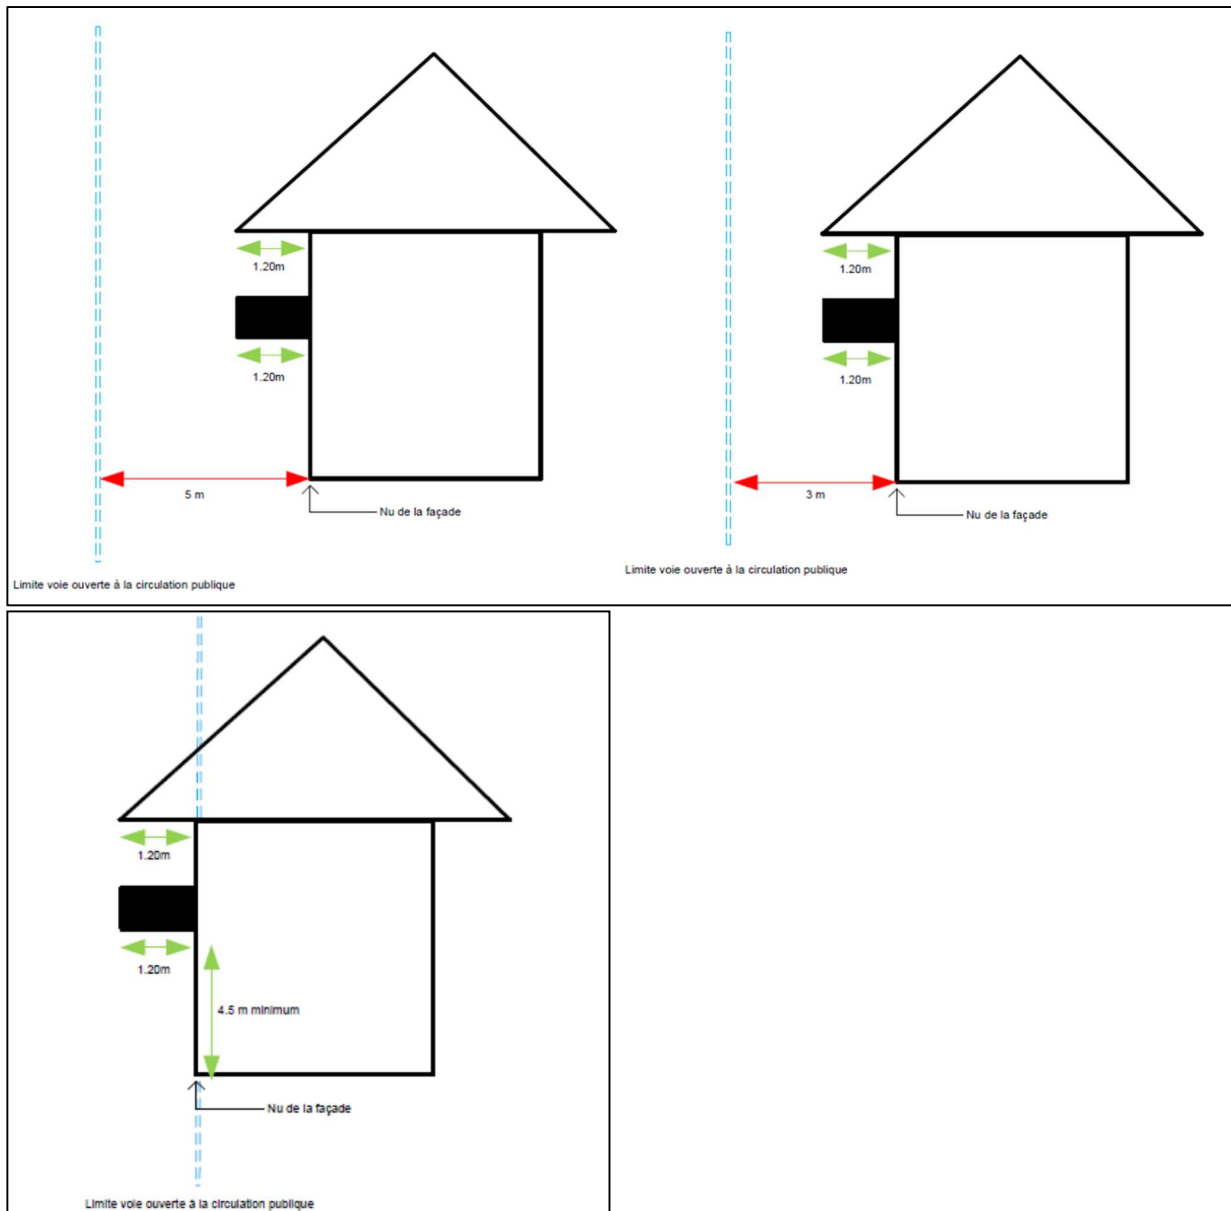 1.20m
1.20m
5 m
Nu de la façade
Limite voie ouverte à la circulation publique
1.20m
1.20m
3 m
Nu de la façade
Limite voie ouverte à la circulation publique
1.20m
1.20m
4.5 m minimum
Nu de la façade
Limite voie ouverte à la circulation publique